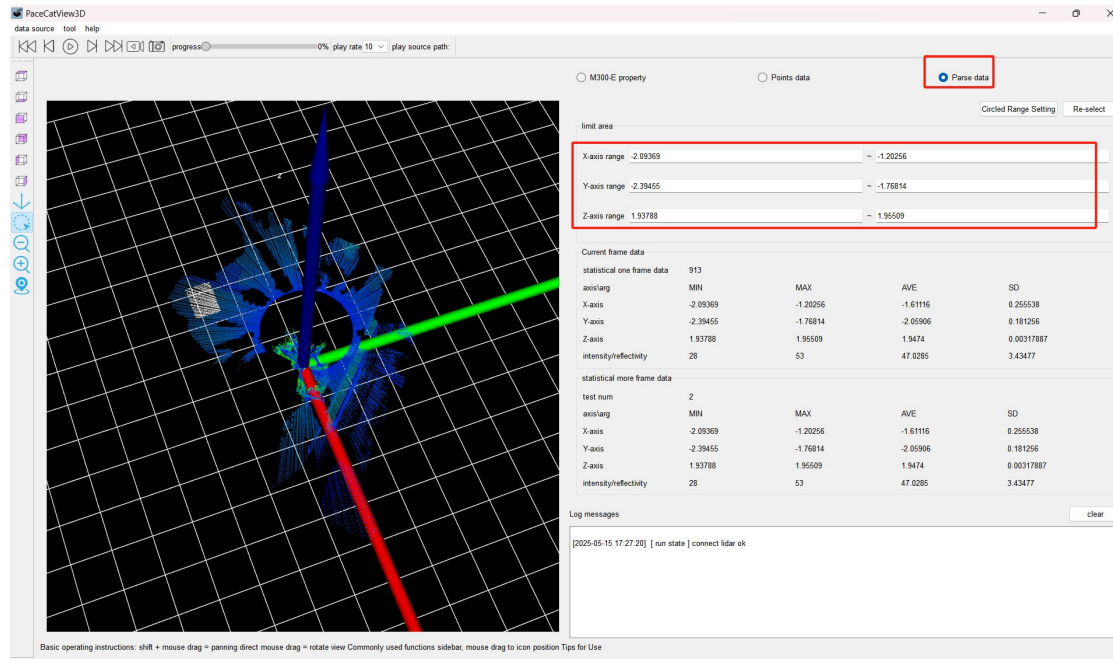 PaceCatView3D
data source tool help
progress 0% play rate 10 play source path:
M300-E property Points data Parse data
Circled Range Setting Re-select
limit area
X-axis range -2.09369 ~ -1.20256
Y-axis range -2.39455 ~ -1.76814
Z-axis range 1.93788 ~ 1.95509
z
Current frame data
statistical one frame data 913
axis\arg MIN MAX AVE SD
X-axis -2.09369 -1.20256 -1.61116 0.255538
Y-axis -2.39455 -1.76814 -2.05906 0.181256
Z-axis 1.93788 1.95509 1.9474 0.00317887
intensity/reflectivity 28 53 47.0285 3.43477
statistical more frame data
test num 2
axis\arg MIN MAX AVE SD
X-axis -2.09369 -1.20256 -1.61116 0.255538
Y-axis -2.39455 -1.76814 -2.05906 0.181256
Z-axis 1.93788 1.95509 1.9474 0.00317887
intensity/reflectivity 28 53 47.0285 3.43477
Log messages clear
[2025-05-15 17:27:20] [ run state ] connect lidar ok
Basic operating instructions: shift + mouse drag = panning direct mouse drag = rotate view Commonly used functions sidebar, mouse drag to icon position Tips for Use